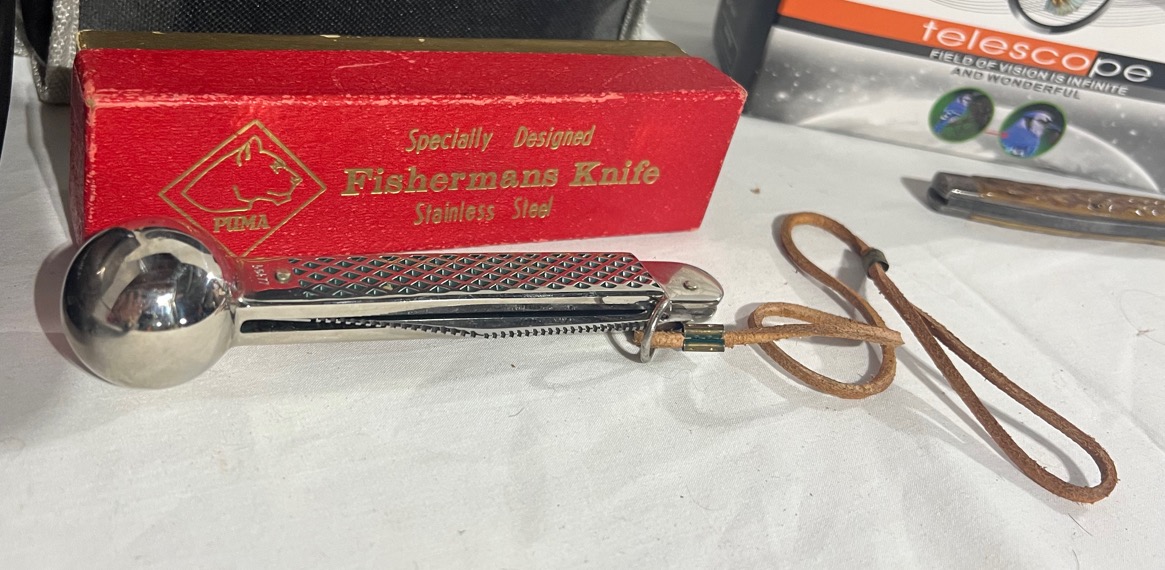 telescope
FIELD OF VISION IS INFINITE
AND WONDERFUL
Specially Designed
Fishermans Knife
Stainless Steel
PUMA